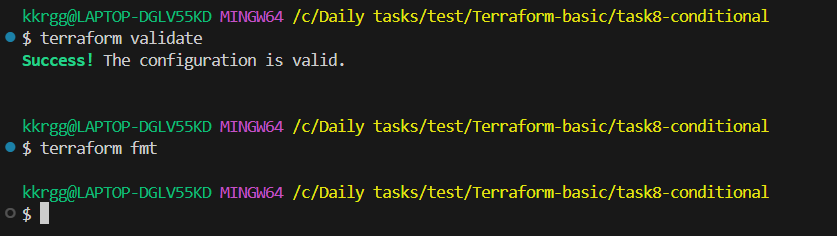 kkrgg@LAPTOP-DGLV55KD MINGW64 /c/Daily tasks/test/Terraform-basic/task8-conditional
$ terraform validate
Success! The configuration is valid.
kkrgg@LAPTOP-DGLV55KD MINGW64 /c/Daily tasks/test/Terraform-basic/task8-conditional
$ terraform fmt
kkrgg@LAPTOP-DGLV55KD MINGW64 /c/Daily tasks/test/Terraform-basic/task8-conditional
$